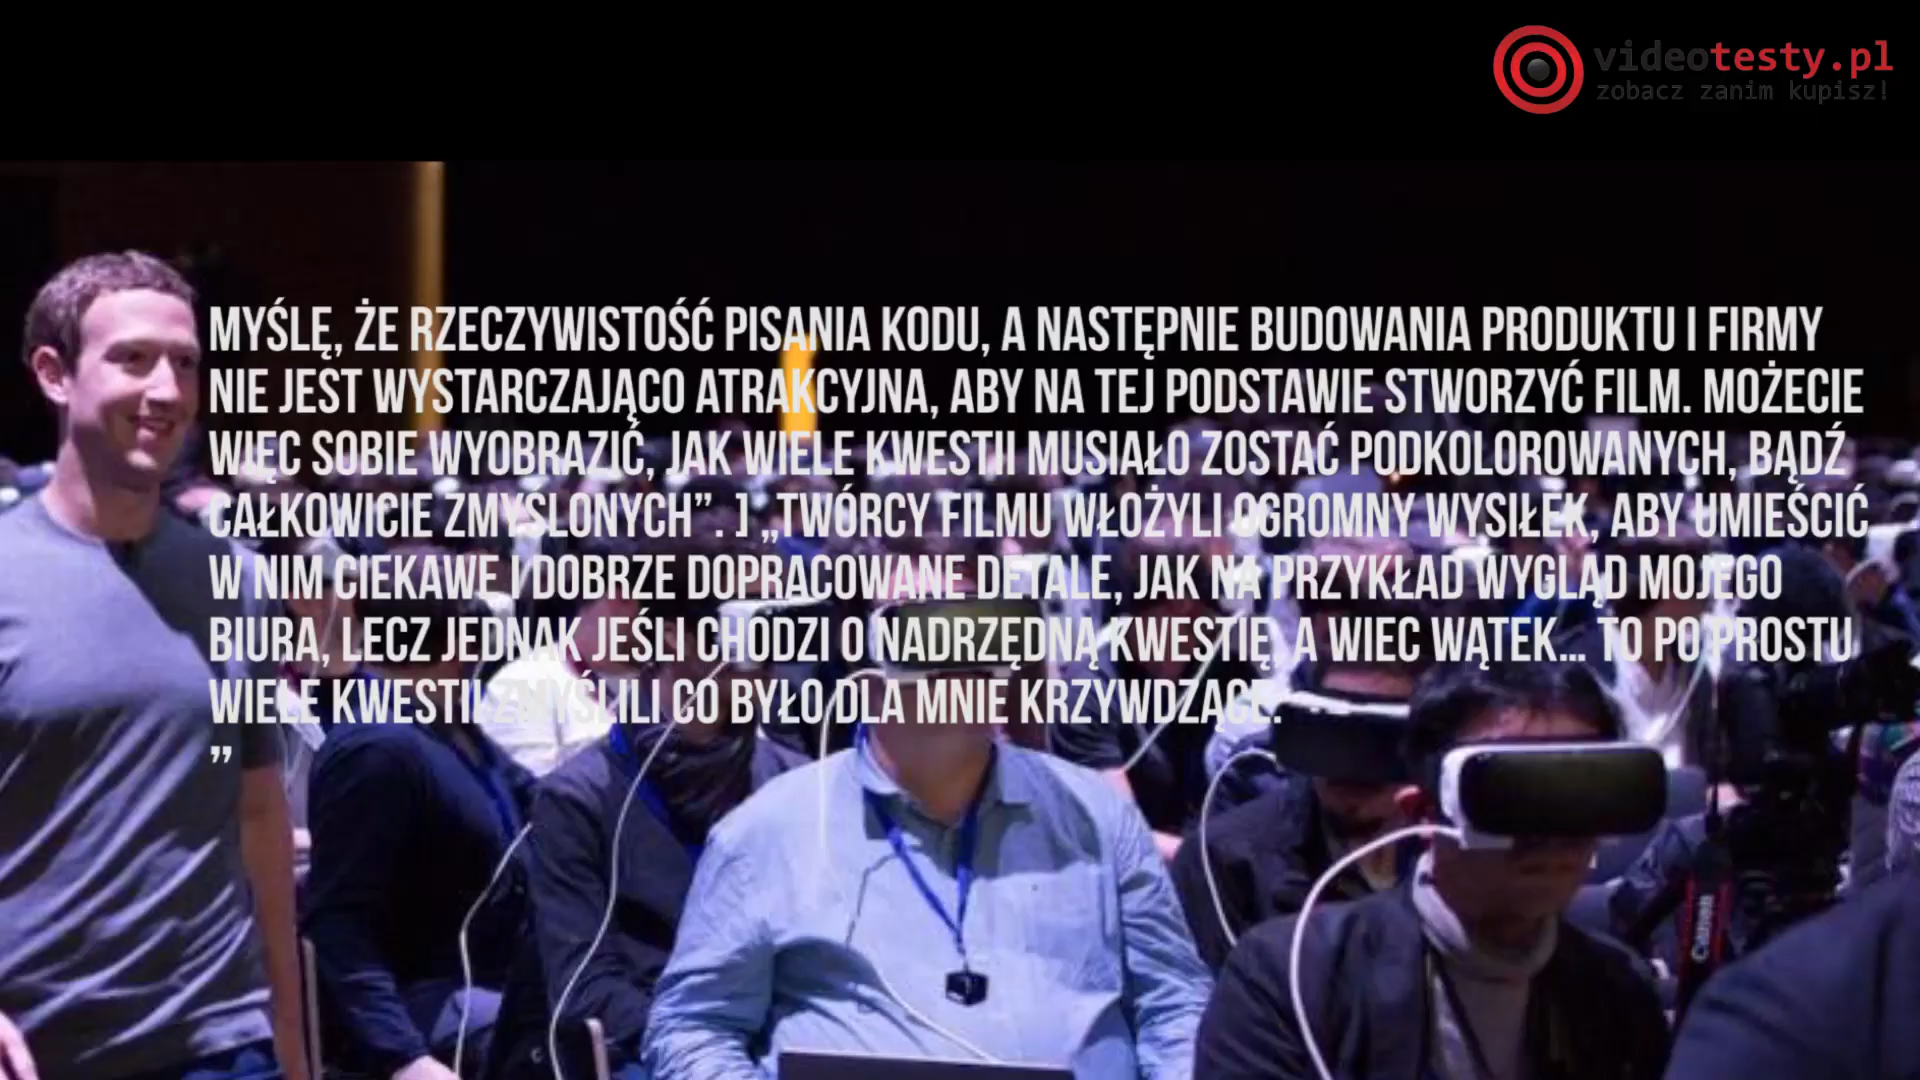 videotesty.pl
zobacz zanim kupisz!
MYŚLĘ, ŻE RZECZYWISTOŚĆ PISANIA KODU, A NASTĘPNIE BUDOWANIA PRODUKTU I FIRMY
NIE JEST WYSTARCZAJĄCO ATRAKCYJNA, ABY NA TEJ PODSTAWIE STWORZYĆ FILM. MOŻECIE
WIĘC SOBIE WYOBRAZIĆ, JAK WIELE KWESTII MUSIAŁO ZOSTAĆ PODKOLOROWANYCH, BĄDŹ
CAŁKOWICIE ZMYŚLONYCH”. ] „TWÓRCY FILMU WŁOŻYLI OGROMNY WYSIŁEK, ABY UMIEŚCIĆ
W NIM CIEKAWE I DOBRZE DOPRACOWANE DETALE, JAK NA PRZYKŁAD WYGLĄD MOJEGO
BIURA, LECZ JEDNAK JEŚLI CHODZI O NADRZĘDNĄ KWESTIĘ, A WIEC WĄTEK... TO PO PROSTU
WIELE KWESTII ZMYŚLILI CO BYŁO DLA MNIE KRZYWDZĄCE.
”
Canon